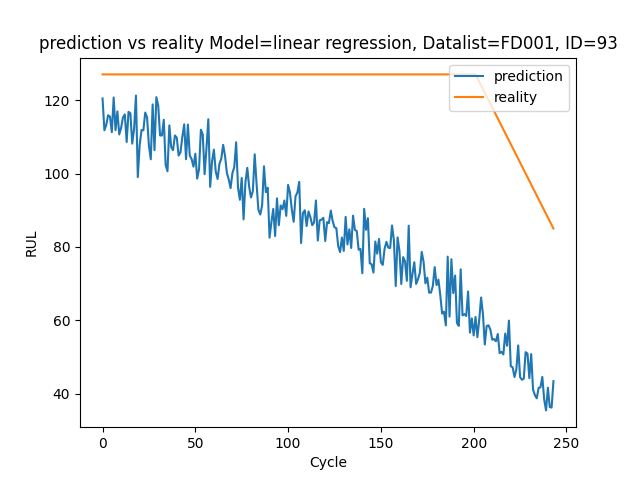 prediction vs reality Model=linear regression, Datalist=FD001, ID=93
prediction
reality
120
100
80
60
40
RUL
0
50
100
150
200
250
Cycle